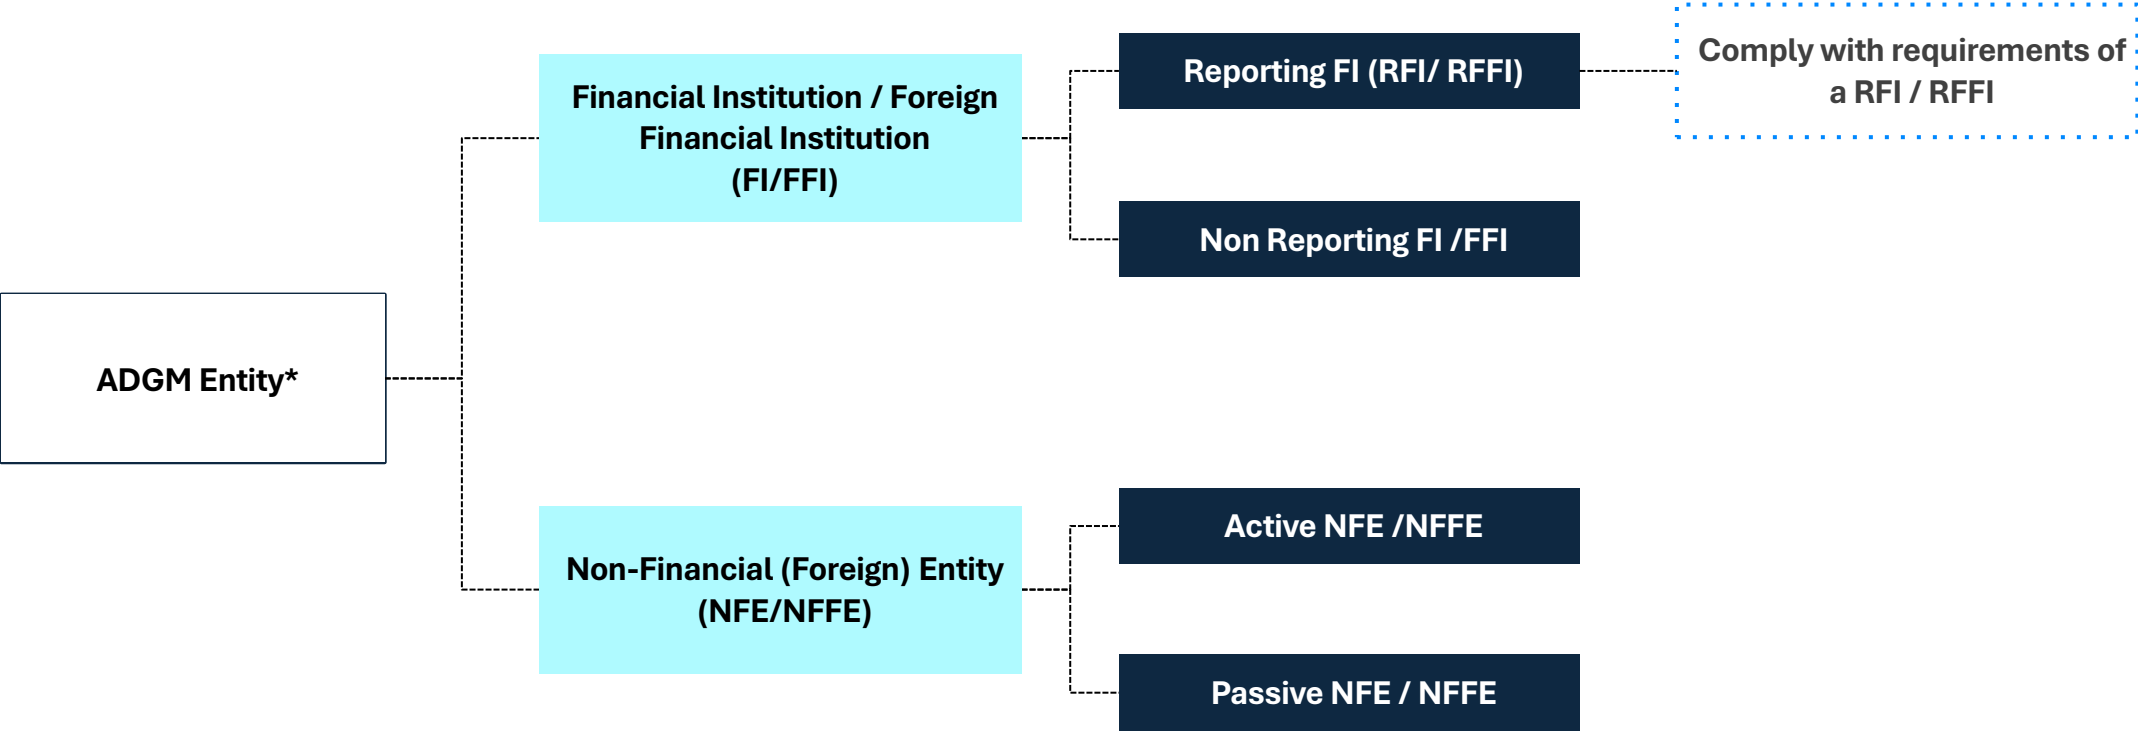 Reporting FI (RFI/ RFFI)
Comply with requirements of
a RFI / RFFI
Financial Institution / Foreign
Financial Institution
(FI/FFI)
Non Reporting FI /FFI
ADGM Entity*
Active NFE /NFFE
Non-Financial (Foreign) Entity
(NFE/NFFE)
Passive NFE / NFFE